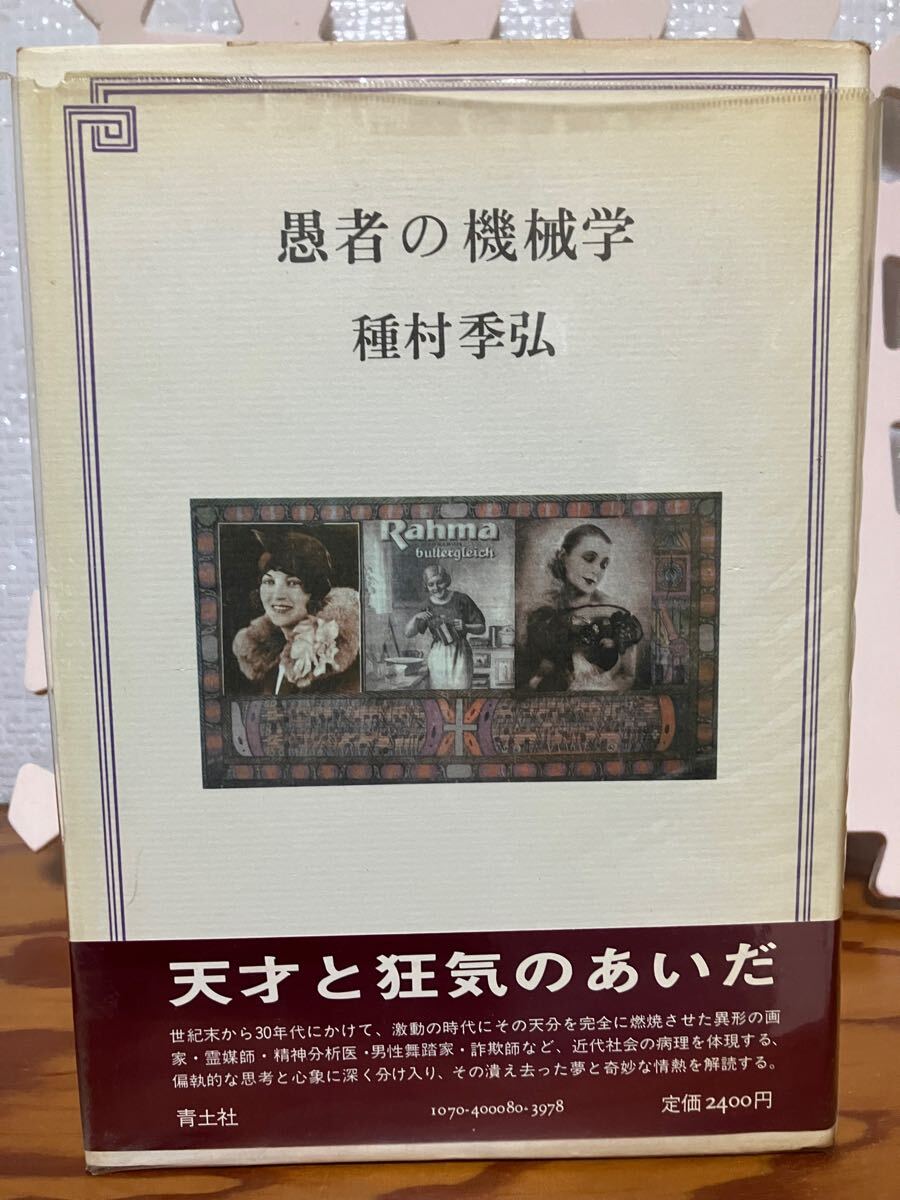 愚者の機械学
種村季弘
Rahma
buttergleich
天才と狂気のあいだ
世紀末から30年代にかけて、激動の時代にその天分を完全に燃焼させた異形の画
家・霊媒師・精神分析医・男性舞踏家・詐欺師など、近代社会の病理を体現する、
偏執的な思考と心象に深く分け入り、その潰え去った夢と奇妙な情熱を解読する。
青土社
1070-400080-3978
定価2400円